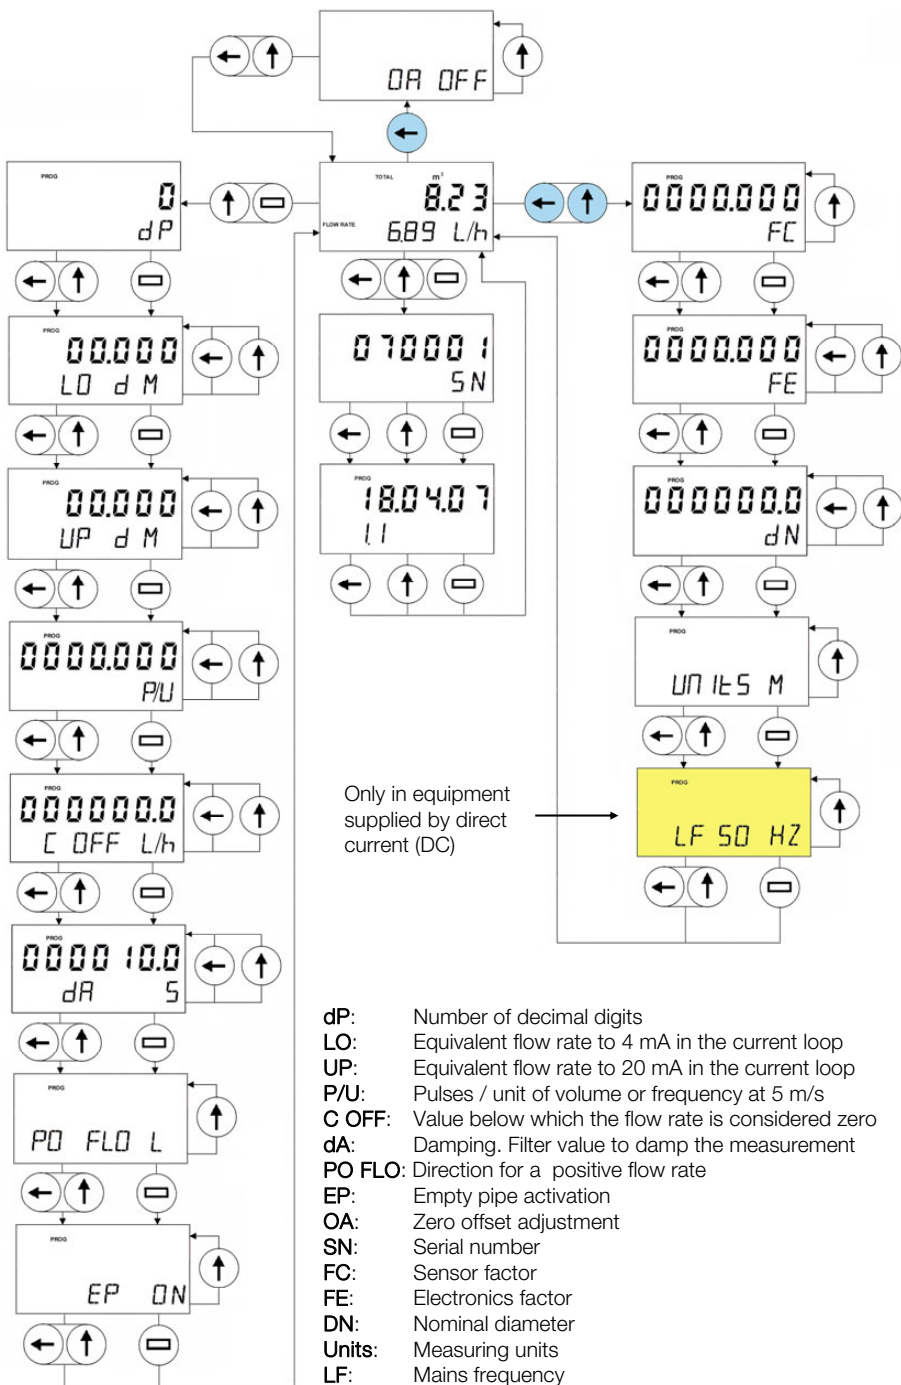 OA OFF
TOTAL m³
8.23
FLOW RATE 6.89 L/h
PROG
0
dP
PROG
00.000
LO d M
PROG
00.000
UP d M
PROG
0000.000
P/U
PROG
000000.0
C OFF L/h
PROG
000010.0
dA S
PROG
PO FLO L
PROG
EP ON
070001
SN
PROG
18.04.07
1.1
PROG
0000.000
FC
PROG
0000.000
FE
PROG
000000.0
dN
PROG
UNItS M
PROG
LF 50 HZ
Only in equipment
supplied by direct
current (DC)
dP: Number of decimal digits
LO: Equivalent flow rate to 4 mA in the current loop
UP: Equivalent flow rate to 20 mA in the current loop
P/U: Pulses / unit of volume or frequency at 5 m/s
C OFF: Value below which the flow rate is considered zero
dA: Damping. Filter value to damp the measurement
PO FLO: Direction for a positive flow rate
EP: Empty pipe activation
OA: Zero offset adjustment
SN: Serial number
FC: Sensor factor
FE: Electronics factor
DN: Nominal diameter
Units: Measuring units
LF: Mains frequency